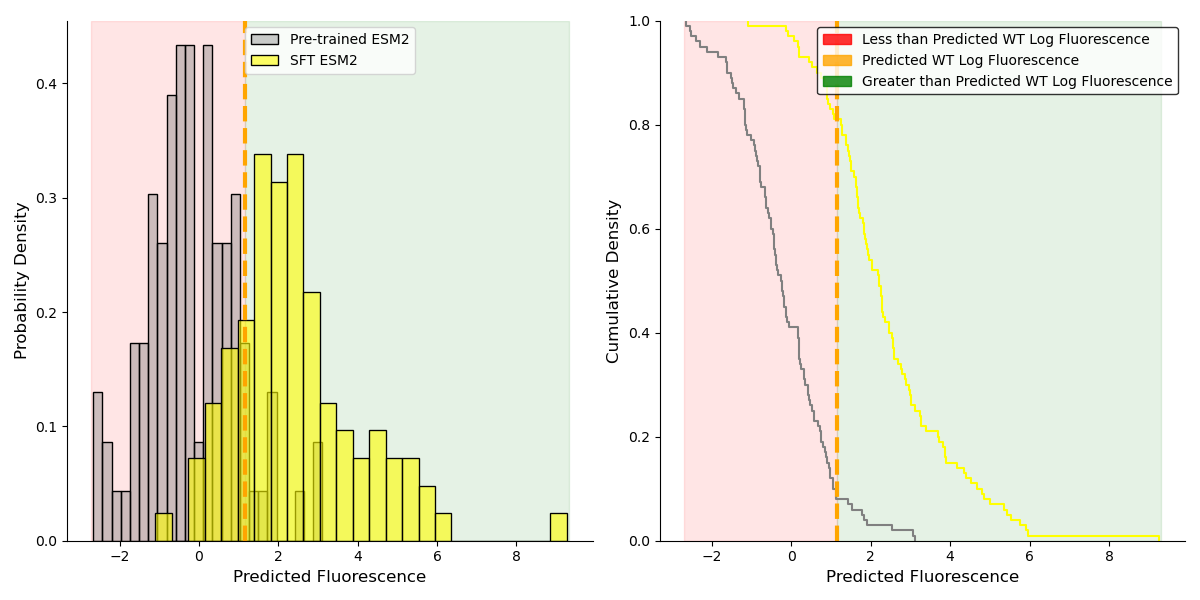 Pre-trained ESM2
SFT ESM2
0.4
0.3
0.2
0.1
0.0
Probability Density
−2
0
2
4
6
8
Predicted Fluorescence
Less than Predicted WT Log Fluorescence
Predicted WT Log Fluorescence
Greater than Predicted WT Log Fluorescence
1.0
0.8
0.6
0.4
0.2
0.0
Cumulative Density
−2
0
2
4
6
8
Predicted Fluorescence